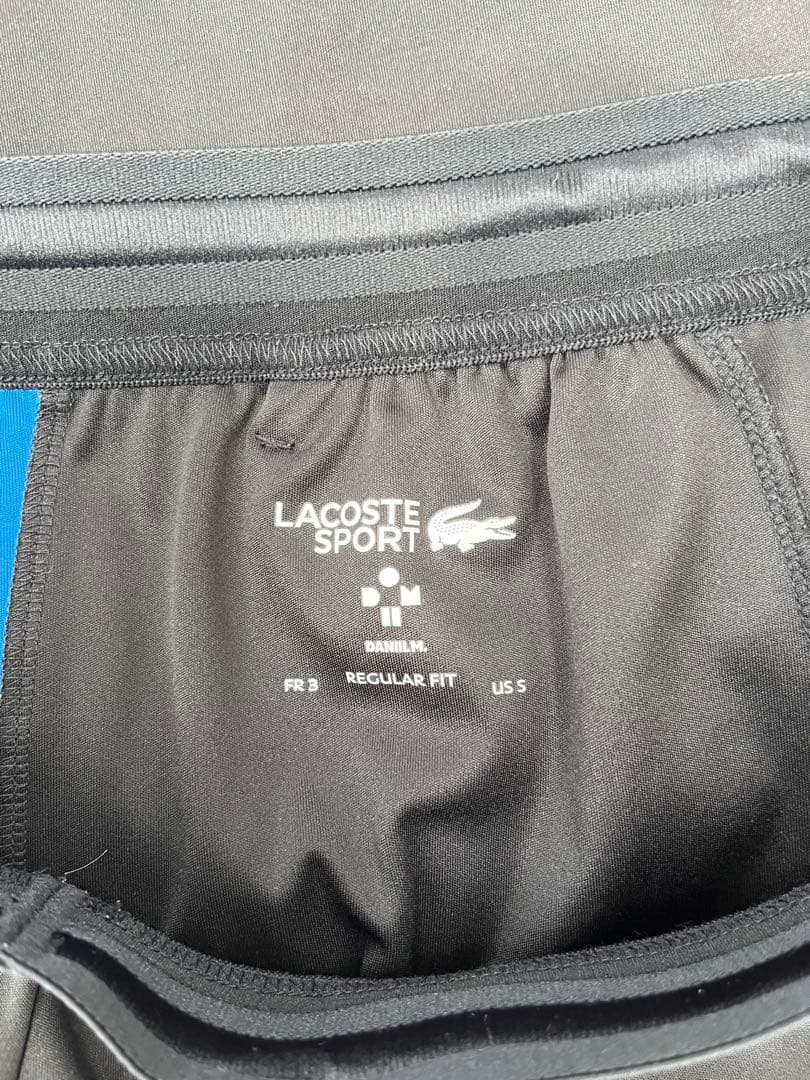 LACOSTE
SPORT
D M
DANIIL M.
FR 3 REGULAR FIT US S